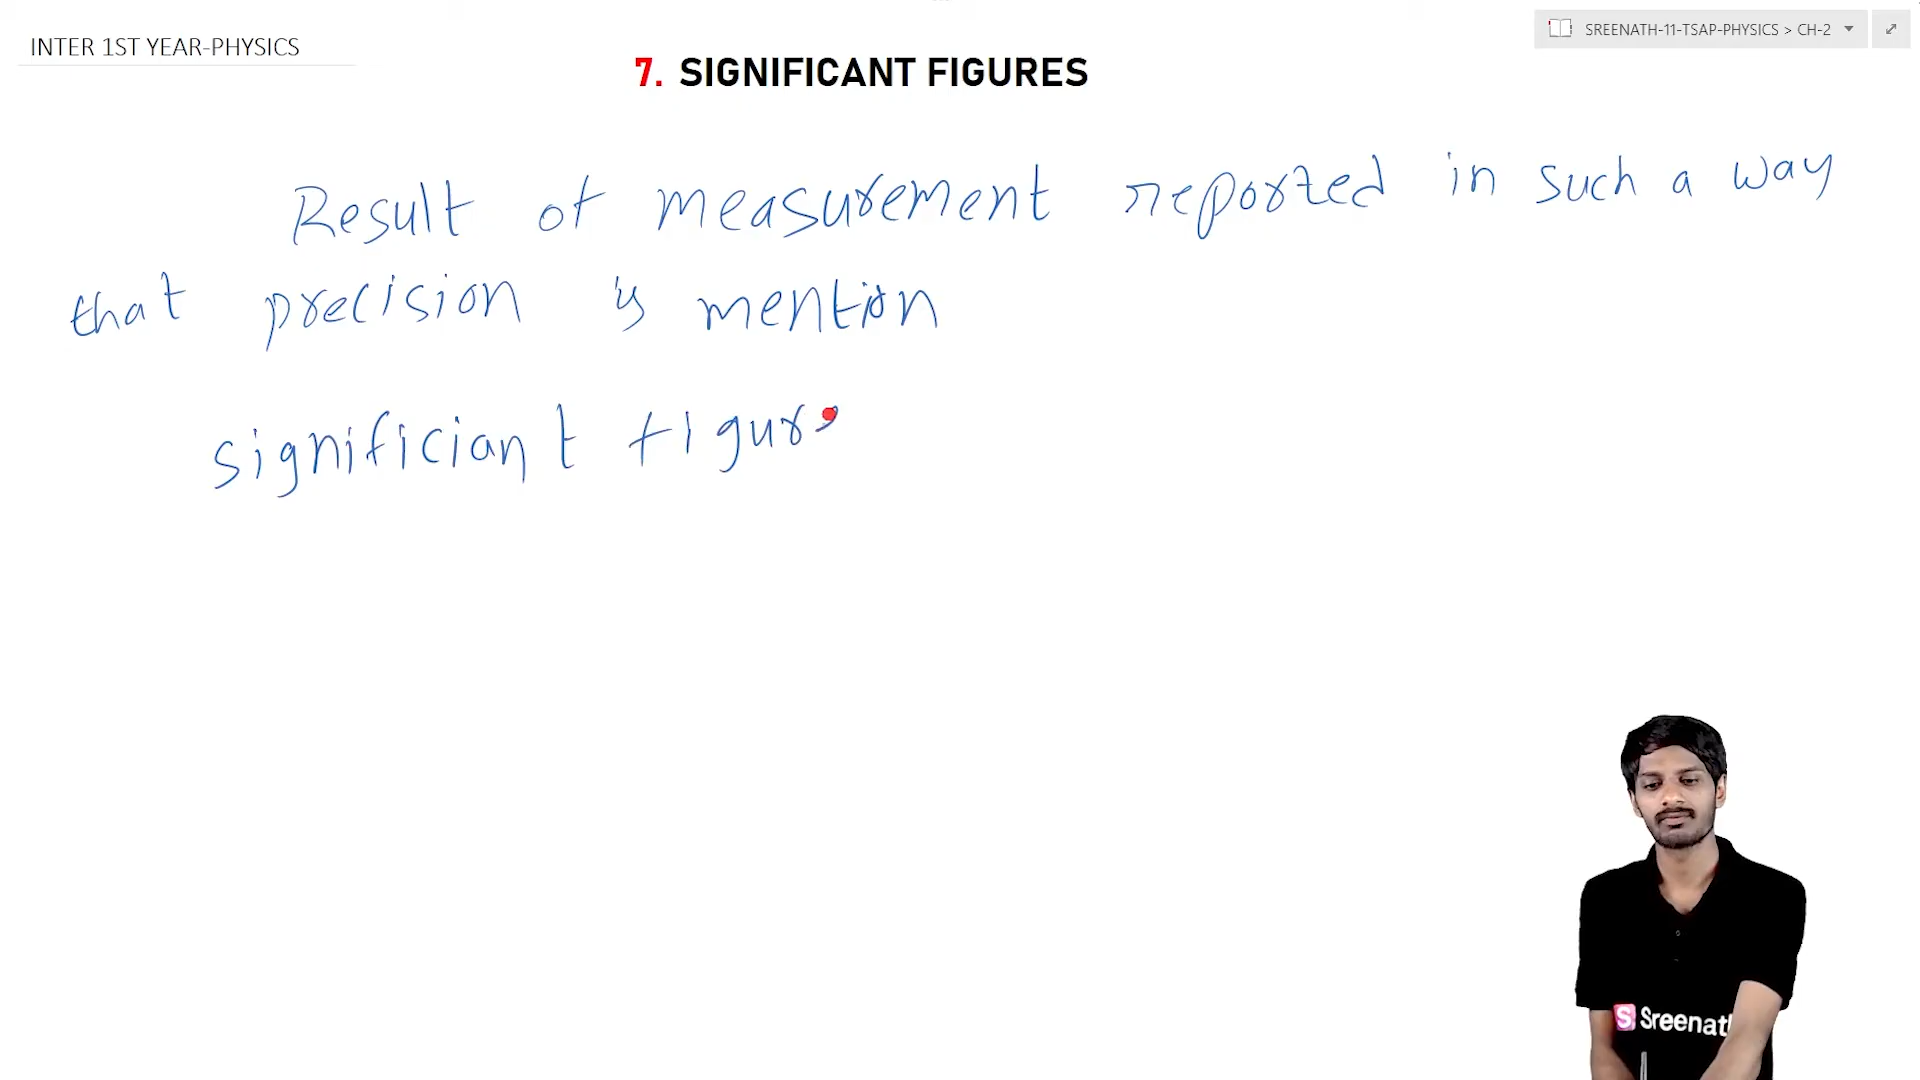 INTER 1ST YEAR-PHYSICS
SREENATH-11-TSAP-PHYSICS > CH-2
7. SIGNIFICANT FIGURES
Result of measurement reported in such a way
that precision is mention
significiant figur
S Sreenat